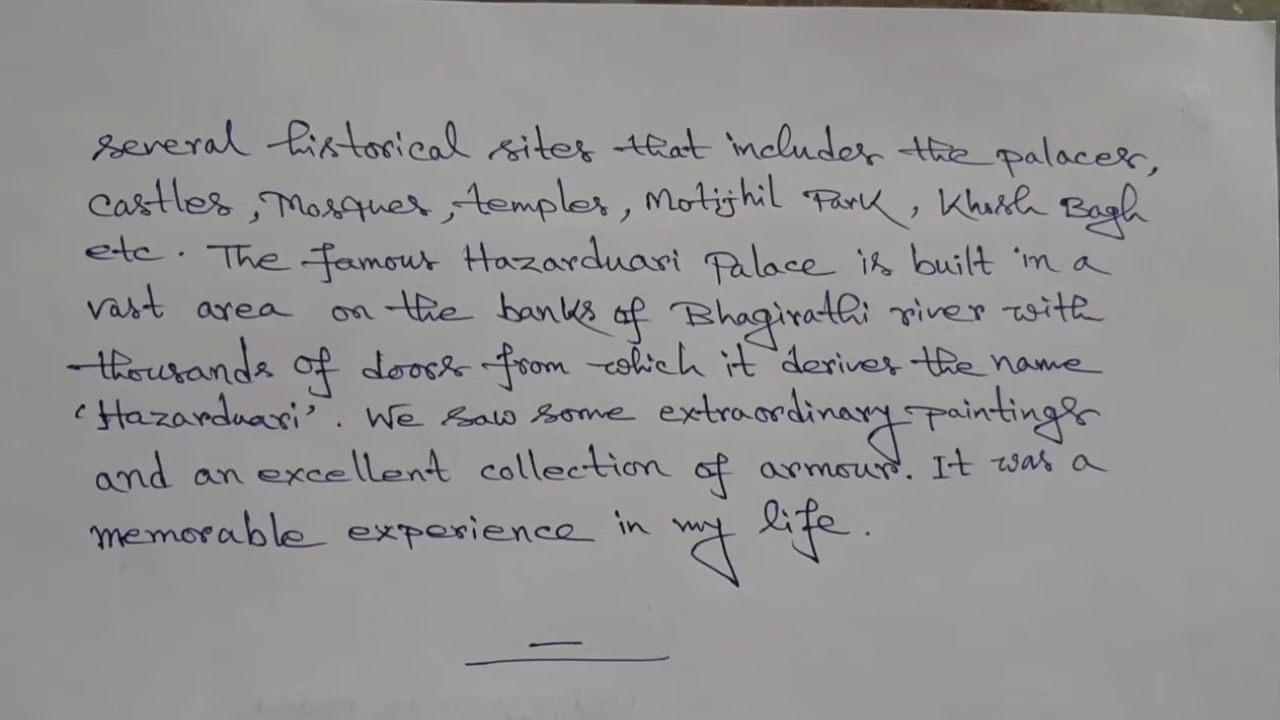 several historical sites that includes the palaces,
castles, Mosques, temples, Motijhil Park, Khosh Bagh
etc. The famous Hazarduari Palace is built in a
vast area on the banks of Bhagirathi river with
thousands of doors from which it derives the name
'Hazarduari'. We saw some extraordinary paintings
and an excellent collection of armour. It was a
memorable experience in my life.